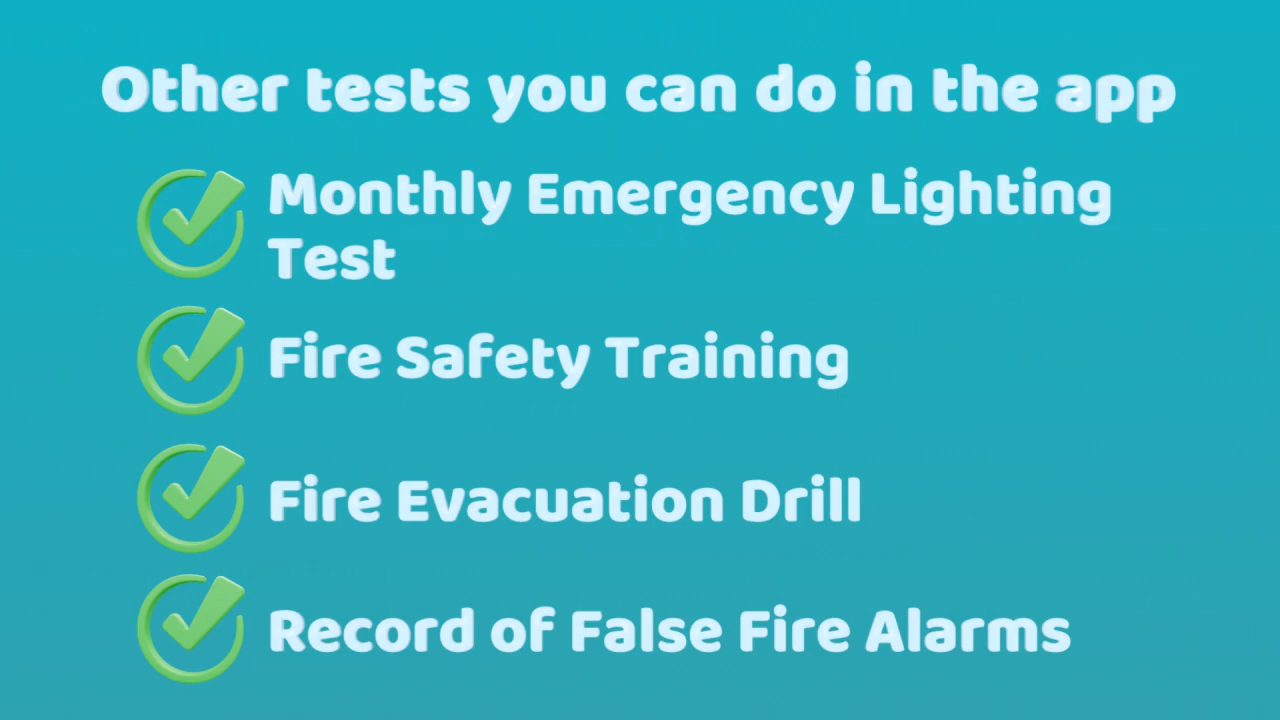 Other tests you can do in the app
Monthly Emergency Lighting
Test
Fire Safety Training
Fire Evacuation Drill
Record of False Fire Alarms